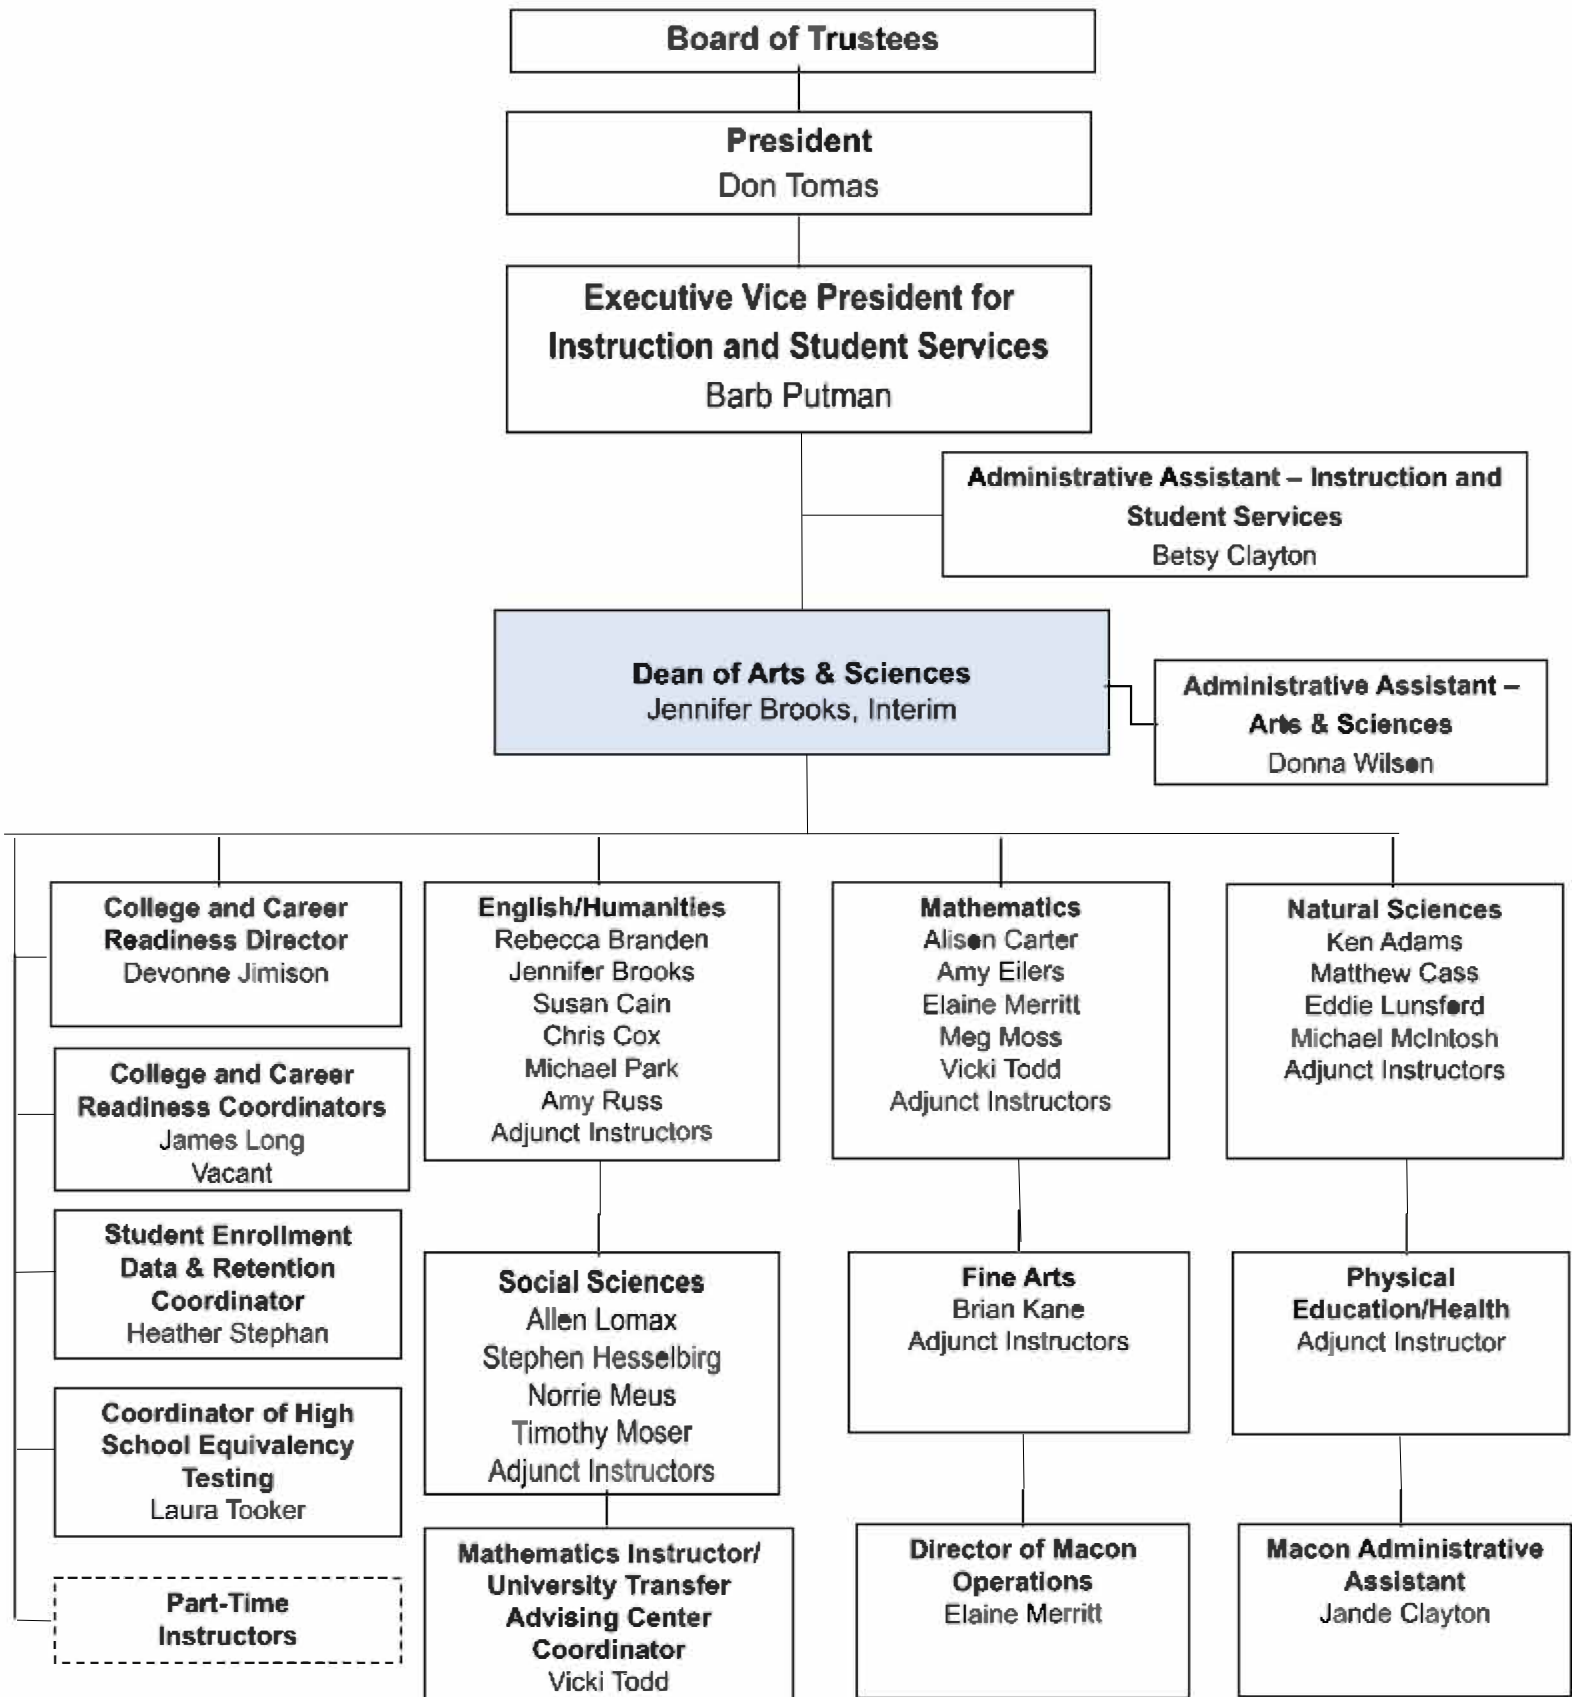 Board of Trustees
President
Don Tomas
Executive Vice President for
Instruction and Student Services
Barb Putman
Administrative Assistant – Instruction and
Student Services
Betsy Clayton
Dean of Arts & Sciences
Jennifer Brooks, Interim
Administrative Assistant –
Arts & Sciences
Donna Wilson
College and Career
Readiness Director
Devonne Jimison
College and Career
Readiness Coordinators
James Long
Vacant
Student Enrollment
Data & Retention
Coordinator
Heather Stephan
Coordinator of High
School Equivalency
Testing
Laura Tooker
Part-Time
Instructors
English/Humanities
Rebecca Branden
Jennifer Brooks
Susan Cain
Chris Cox
Michael Park
Amy Russ
Adjunct Instructors
Social Sciences
Allen Lomax
Stephen Hesselbirg
Norrie Meus
Timothy Moser
Adjunct Instructors
Mathematics Instructor/
University Transfer
Advising Center
Coordinator
Vicki Todd
Mathematics
Alison Carter
Amy Eilers
Elaine Merritt
Meg Moss
Vicki Todd
Adjunct Instructors
Fine Arts
Brian Kane
Adjunct Instructors
Director of Macon
Operations
Elaine Merritt
Natural Sciences
Ken Adams
Matthew Cass
Eddie Lunsford
Michael McIntosh
Adjunct Instructors
Physical
Education/Health
Adjunct Instructor
Macon Administrative
Assistant
Jande Clayton